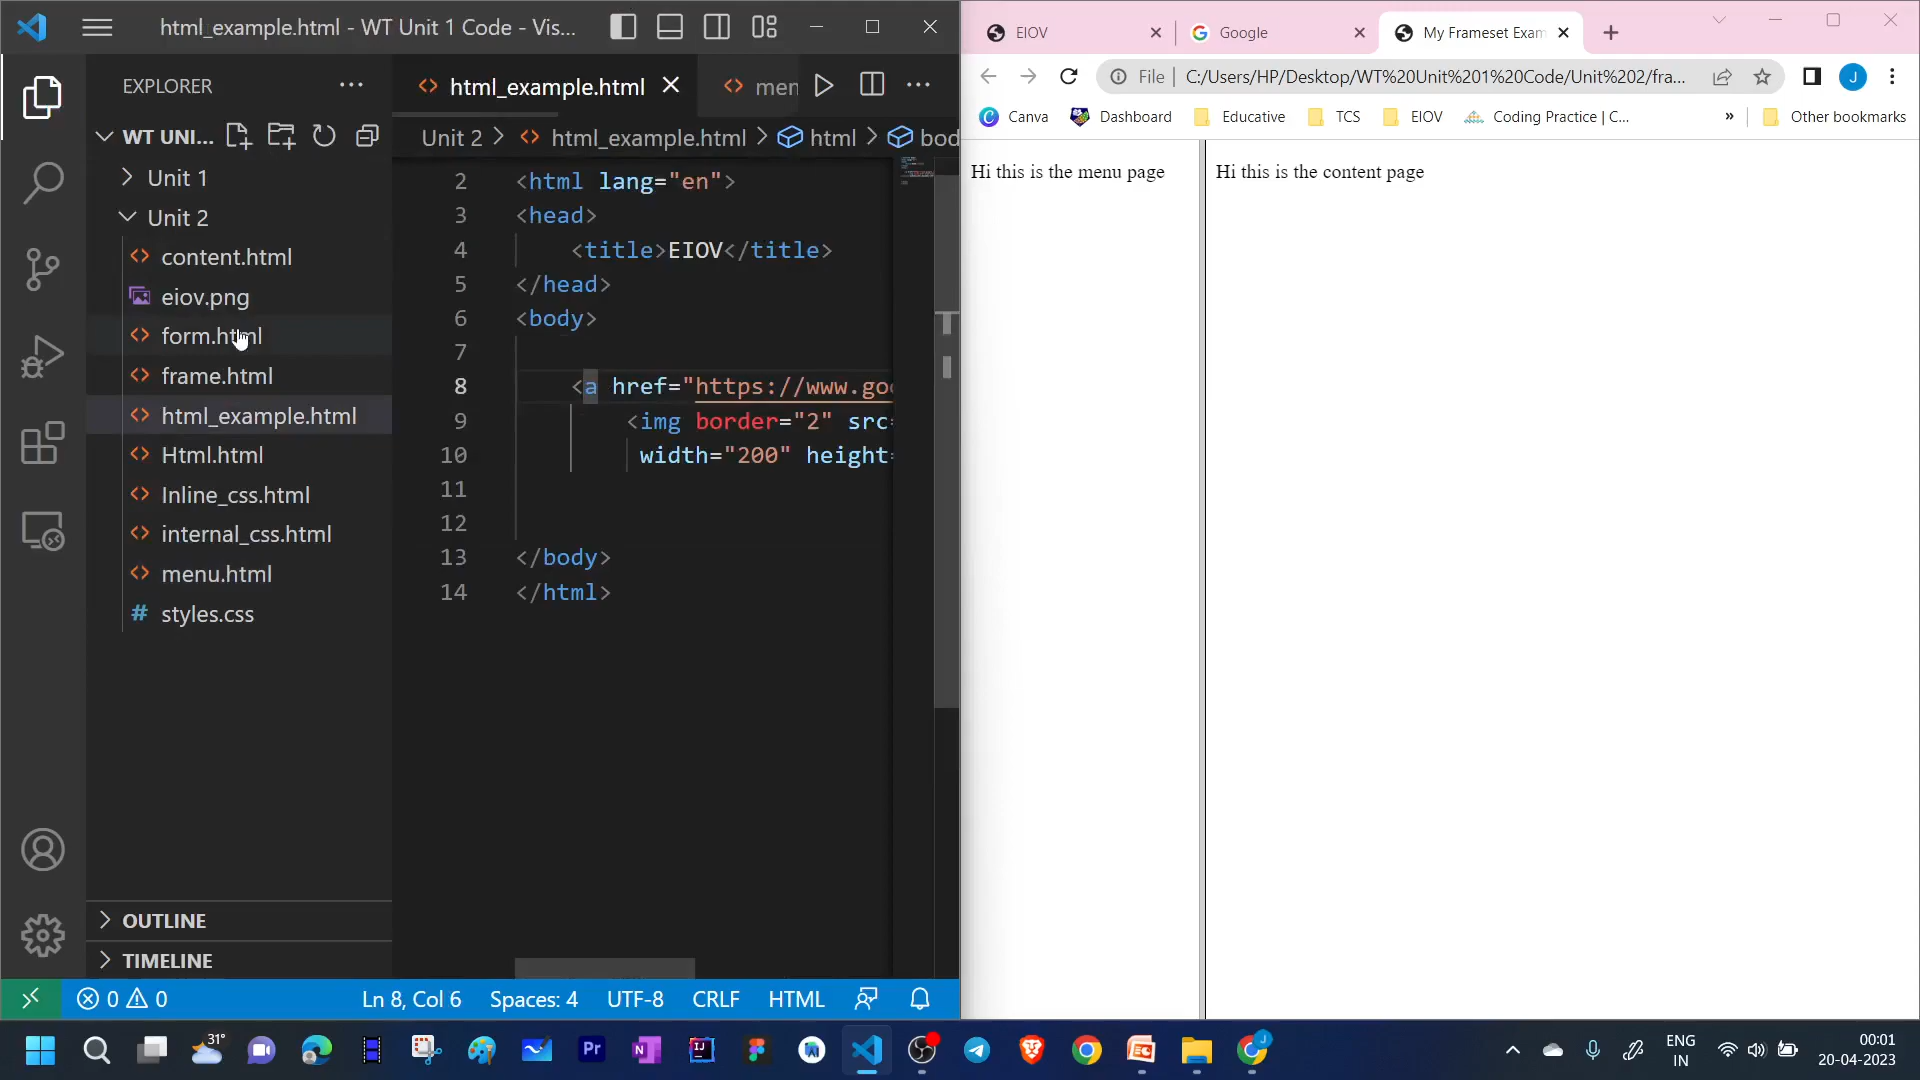 html_example.html - WT Unit 1 Code - Vis...
EXPLORER
WT UNI...
Unit 1
Unit 2
content.html
eiov.png
form.html
frame.html
html_example.html
Html.html
Inline_css.html
internal_css.html
menu.html
styles.css
OUTLINE
TIMELINE
html_example.html
men
Unit 2 > html_example.html > html > bod
2 <html lang="en">
3 <head>
4 <title>EIOV</title>
5 </head>
6 <body>
7
8 <a href="https://www.goo
9 <img border="2" src=
10 width="200" height=
11
12
13 </body>
14 </html>
0 0
Ln 8, Col 6 Spaces: 4 UTF-8 CRLF HTML
EIOV
Google
My Frameset Exam
File C:/Users/HP/Desktop/WT%20Unit%201%20Code/Unit%202/fra...
J
Canva Dashboard Educative TCS EIOV Coding Practice | C... » Other bookmarks
Hi this is the menu page
Hi this is the content page
31°
Pr
N
ENG
IN
00:01
20-04-2023